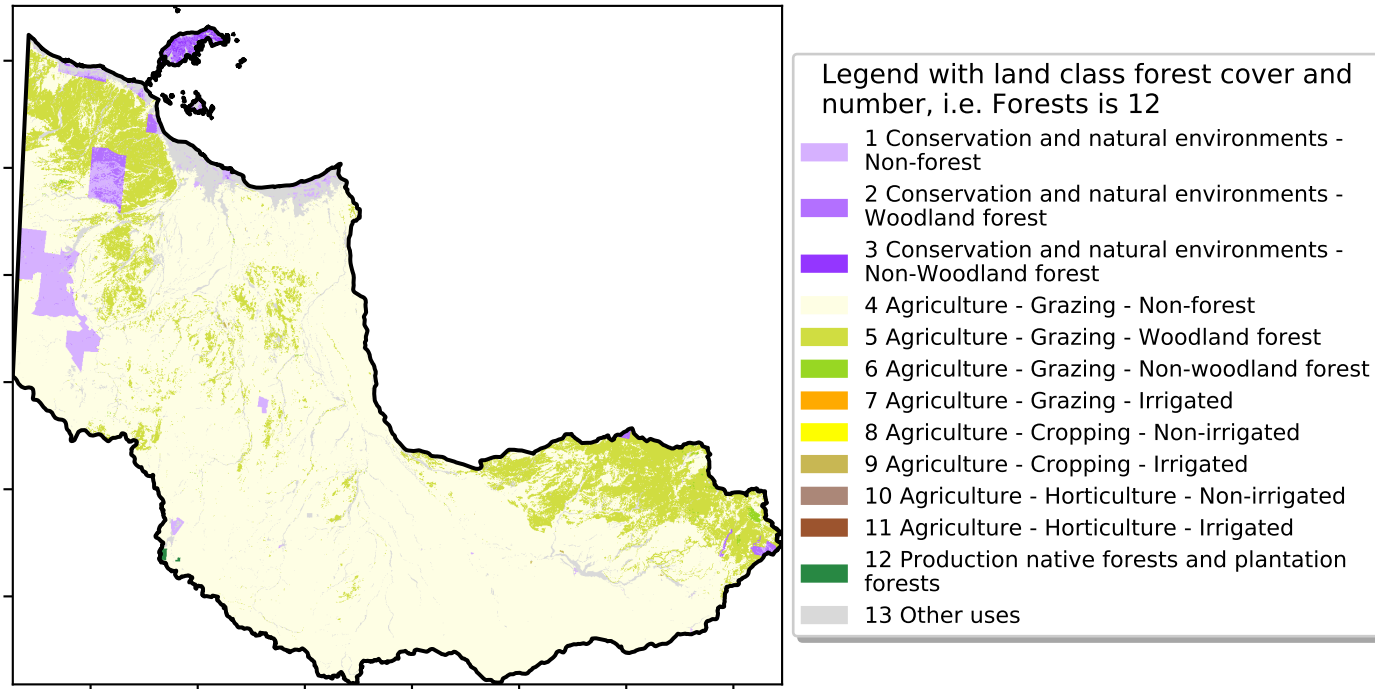 Legend with land class forest cover and
number, i.e. Forests is 12
1 Conservation and natural environments -
Non-forest
2 Conservation and natural environments -
Woodland forest
3 Conservation and natural environments -
Non-Woodland forest
4 Agriculture - Grazing - Non-forest
5 Agriculture - Grazing - Woodland forest
6 Agriculture - Grazing - Non-woodland forest
7 Agriculture - Grazing - Irrigated
8 Agriculture - Cropping - Non-irrigated
9 Agriculture - Cropping - Irrigated
10 Agriculture - Horticulture - Non-irrigated
11 Agriculture - Horticulture - Irrigated
12 Production native forests and plantation
forests
13 Other uses